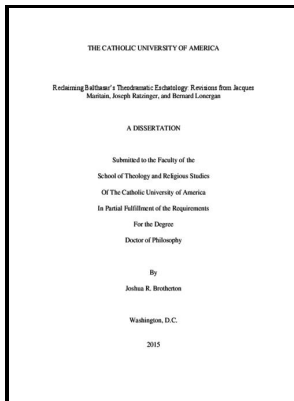 THE CATHOLIC UNIVERSITY OF AMERICA
Reclaiming Balthasar's Theodramatic Eschatology: Revisions from Jacques
Maritain, Joseph Ratzinger, and Bernard Lonergan
A DISSERTATION
Submitted to the Faculty of the
School of Theology and Religious Studies
Of The Catholic University of America
In Partial Fulfillment of the Requirements
For the Degree
Doctor of Philosophy
By
Joshua R. Brotherton
Washington, D.C.
2015